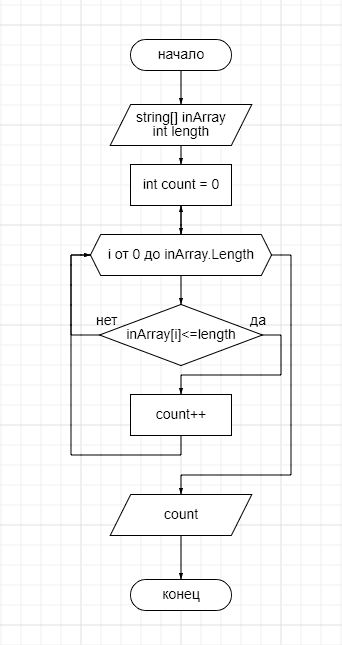 начало
string[] inArray
int length
int count = 0
i от 0 до inArray.Length
нет
да
inArray[i]<=length
count++
count
конец